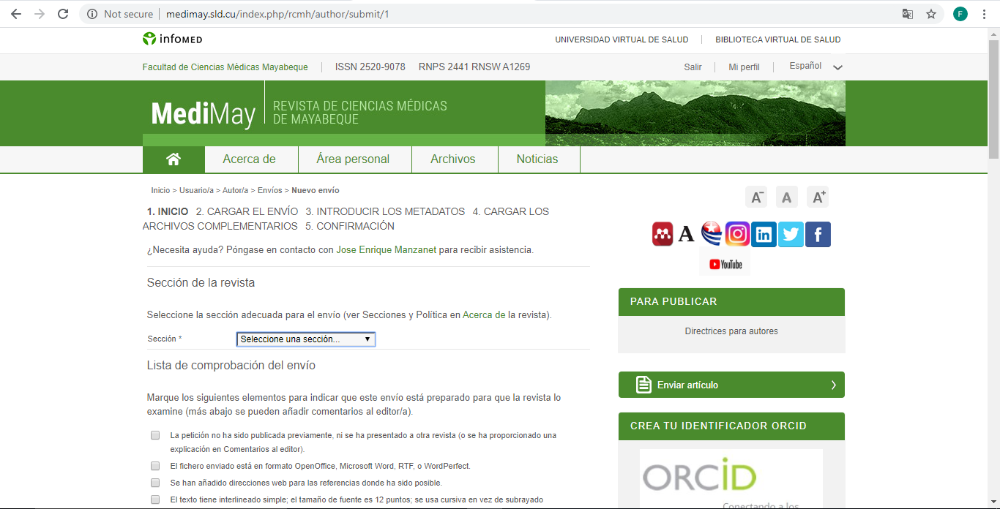 Not secure
medimay.sld.cu/index.php/rcmh/author/submit/1
F
infoMED
UNIVERSIDAD VIRTUAL DE SALUD
BIBLIOTECA VIRTUAL DE SALUD
Facultad de Ciencias Médicas Mayabeque
ISSN 2520-9078
RNPS 2441 RNSW A1269
Salir
Mi perfil
Español
MediMay
REVISTA DE CIENCIAS MÉDICAS
DE MAYABEQUE
Acerca de
Área personal
Archivos
Noticias
Inicio > Usuario/a > Autor/a > Envíos > Nuevo envío
1. INICIO 2. CARGAR EL ENVÍO 3. INTRODUCIR LOS METADATOS 4. CARGAR LOS
ARCHIVOS COMPLEMENTARIOS 5. CONFIRMACIÓN
¿Necesita ayuda? Póngase en contacto con Jose Enrique Manzanet para recibir asistencia.
Sección de la revista
Seleccione la sección adecuada para el envío (ver Secciones y Política en Acerca de la revista).
Sección *
Seleccione una sección...
Lista de comprobación del envío
Marque los siguientes elementos para indicar que este envío está preparado para que la revista lo
examine (más abajo se pueden añadir comentarios al editor/a).
La petición no ha sido publicada previamente, ni se ha presentado a otra revista (o se ha proporcionado una
explicación en Comentarios al editor).
El fichero enviado está en formato OpenOffice, Microsoft Word, RTF, o WordPerfect.
Se han añadido direcciones web para las referencias donde ha sido posible.
El texto tiene interlineado simple; el tamaño de fuente es 12 puntos; se usa cursiva en vez de subrayado
A-
A
A+
A
in
f
YouTube
PARA PUBLICAR
Directrices para autores
Enviar artículo
CREA TU IDENTIFICADOR ORCID
ORCiD
Conectando a los